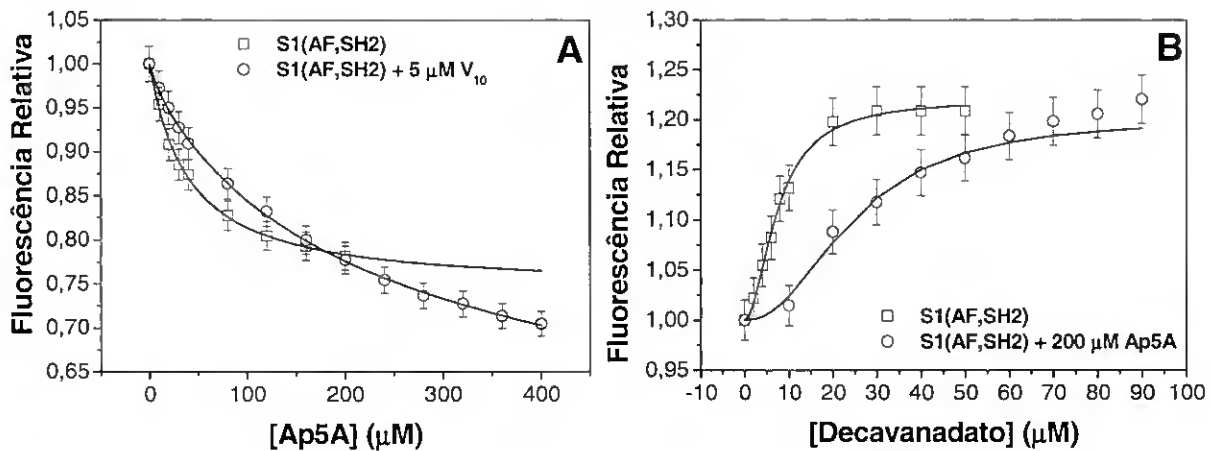 A
S1(AF,SH2)
S1(AF,SH2) + 5 μM V10
Fluorescência Relativa
1,05
1,00
0,95
0,90
0,85
0,80
0,75
0,70
0,65
0 100 200 300 400
[Ap5A] (μM)
B
S1(AF,SH2)
S1(AF,SH2) + 200 μM Ap5A
Fluorescência Relativa
1,30
1,25
1,20
1,15
1,10
1,05
1,00
0,95
-10 0 10 20 30 40 50 60 70 80 90 100
[Decavanadato] (μM)